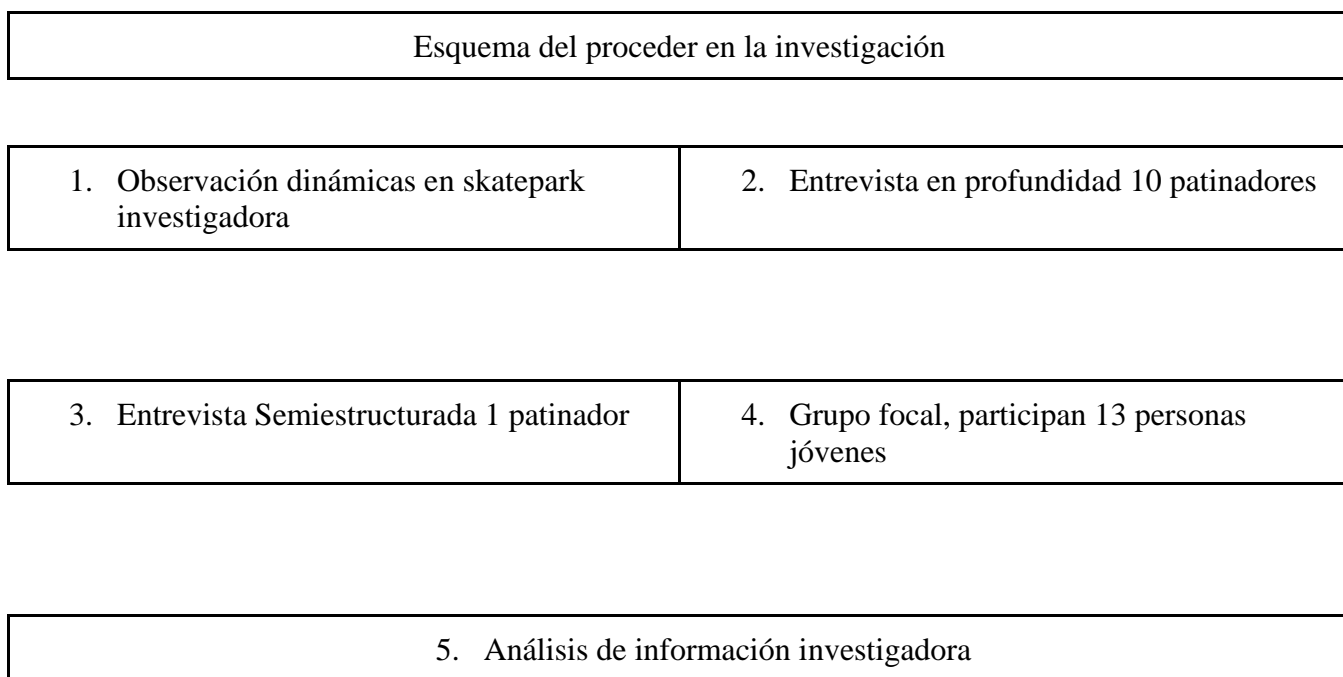 Esquema del proceder en la investigación
1. Observación dinámicas en skatepark
investigadora
2. Entrevista en profundidad 10 patinadores
3. Entrevista Semiestructurada 1 patinador
4. Grupo focal, participan 13 personas
jóvenes
5. Análisis de información investigadora